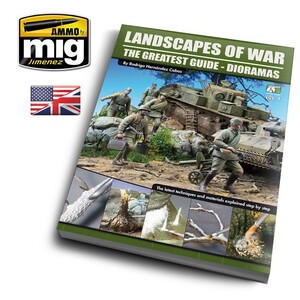 AMMO by
mig
Jimenez
LANDSCAPES OF WAR
THE GREATEST GUIDE - DIORAMAS
By Rodrigo Hernández Cabos
The latest techniques and materials explained step by step